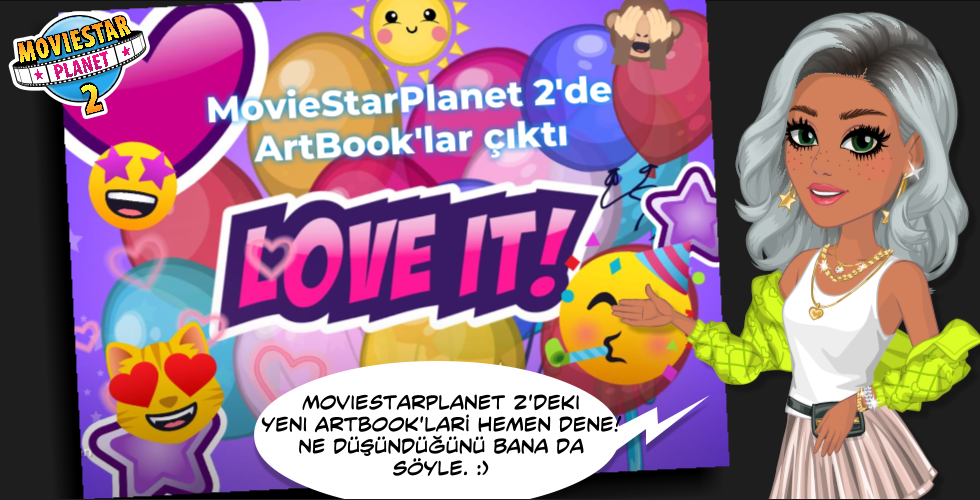 MOVIESTAR
PLANET
2
MovieStarPlanet 2'de
ArtBook'lar çıktı
LOVE IT!
MOVIESTARPLANET 2'DEKI
YENI ARTBOOK'LARI HEMEN DENE!
NE DÜŞÜNDÜĞÜNÜ BANA DA
SÖYLE. :)